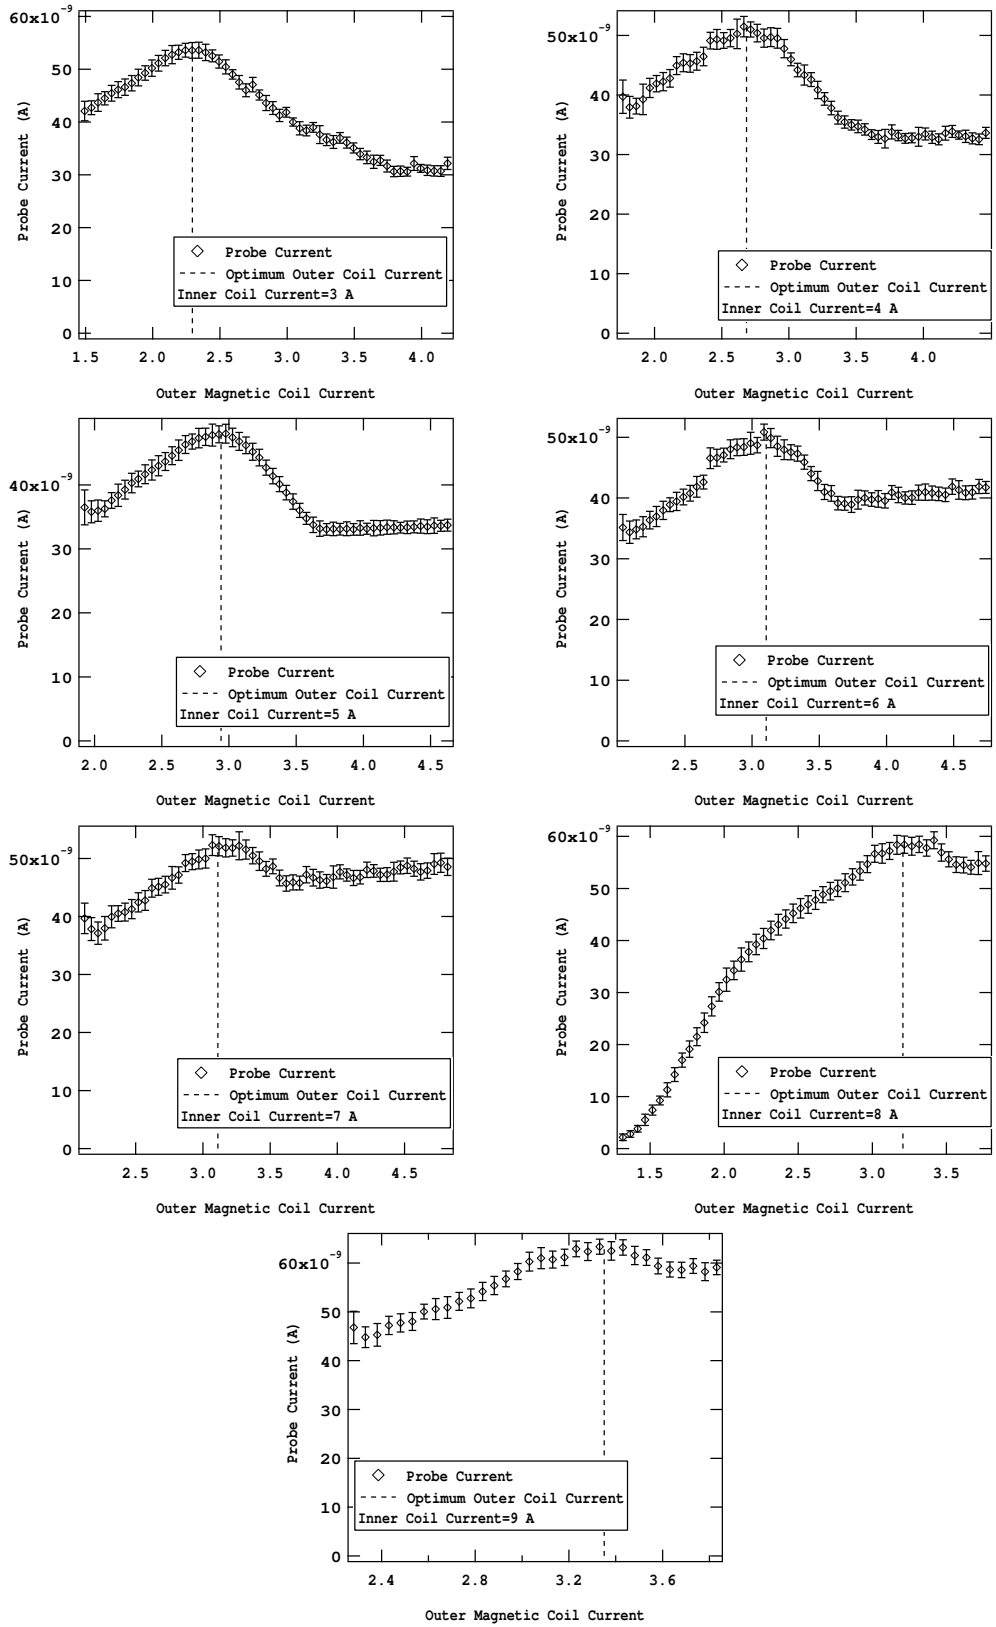 60x10-9
50
40
30
20
10
0
Probe Current (A)
Probe Current
Optimum Outer Coil Current
Inner Coil Current=3 A
1.5 2.0 2.5 3.0 3.5 4.0
Outer Magnetic Coil Current
50x10-9
40
30
20
10
0
Probe Current (A)
Probe Current
Optimum Outer Coil Current
Inner Coil Current=4 A
2.0 2.5 3.0 3.5 4.0
Outer Magnetic Coil Current
40x10-9
30
20
10
0
Probe Current (A)
Probe Current
Optimum Outer Coil Current
Inner Coil Current=5 A
2.0 2.5 3.0 3.5 4.0 4.5
Outer Magnetic Coil Current
50x10-9
40
30
20
10
0
Probe Current (A)
Probe Current
Optimum Outer Coil Current
Inner Coil Current=6 A
2.5 3.0 3.5 4.0 4.5
Outer Magnetic Coil Current
50x10-9
40
30
20
10
0
Probe Current (A)
Probe Current
Optimum Outer Coil Current
Inner Coil Current=7 A
2.5 3.0 3.5 4.0 4.5
Outer Magnetic Coil Current
60x10-9
50
40
30
20
10
0
Probe Current (A)
Probe Current
Optimum Outer Coil Current
Inner Coil Current=8 A
1.5 2.0 2.5 3.0 3.5
Outer Magnetic Coil Current
60x10-9
50
40
30
20
10
0
Probe Current (A)
Probe Current
Optimum Outer Coil Current
Inner Coil Current=9 A
2.4 2.8 3.2 3.6
Outer Magnetic Coil Current